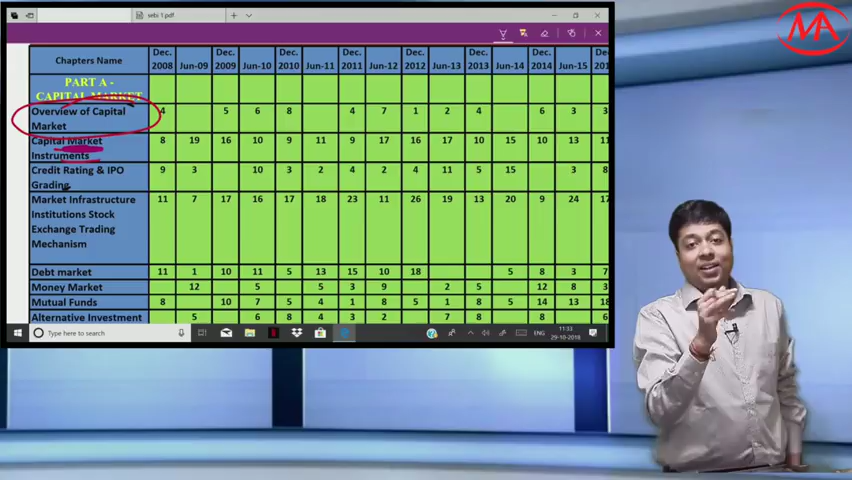 sebi 1.pdf
MA
Chapters Name Dec. 2008 Jun-09 Dec. 2009 Jun-10 Dec. 2010 Jun-11 Dec. 2011 Jun-12 Dec. 2012 Jun-13 Dec. 2013 Jun-14 Dec. 2014 Jun-15
PART A -
CAPITAL MARKET
Overview of Capital 4 5 6 8 4 7 1 2 4 6 3 3
Market
Capital Market 8 19 16 10 9 11 9 17 16 17 10 15 10 13 11
Instruments
Credit Rating & IPO 9 3 10 3 2 4 4 11 5 15 3 8
Grading
Market Infrastructure 11 7 17 16 17 18 23 11 26 19 13 20 9 24 17
Institutions Stock
Exchange Trading
Mechanism
Debt market 11 1 10 11 5 13 15 10 18 5 8 3 7
Money Market 12 5 5 3 9 2 5 12 8 3
Mutual Funds 8 10 7 5 4 1 8 5 1 8 5 14 13 18
Alternative Investment 5 6 8 4 3 2 7 8 8 6
Type here to search
11:33
29-10-2018